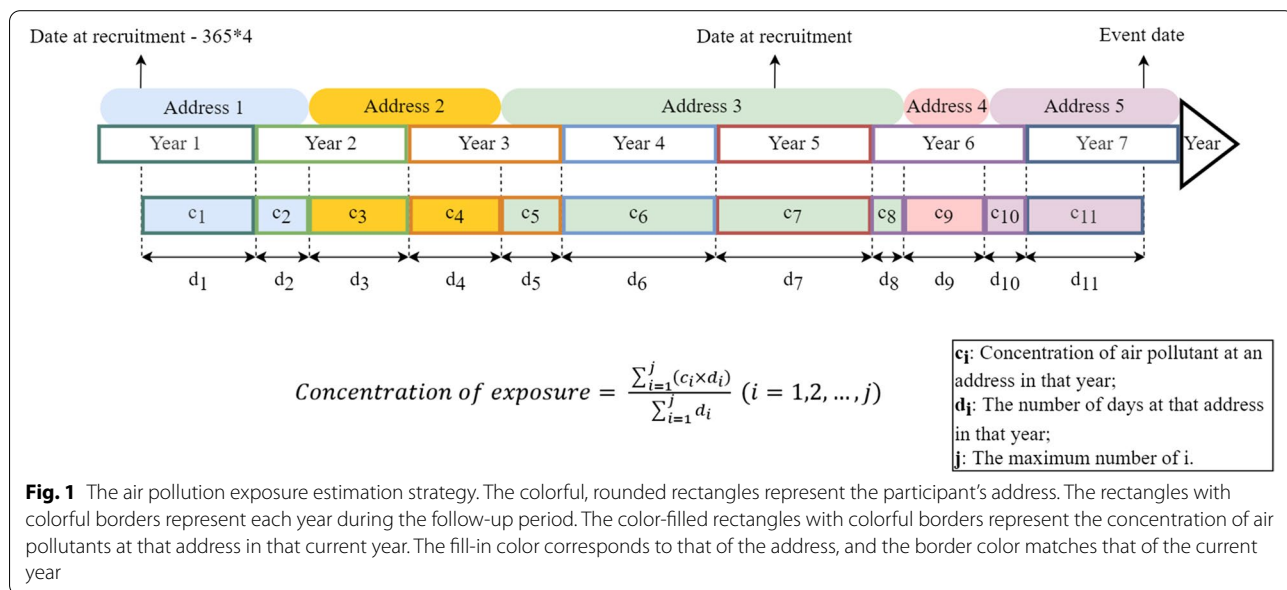 Date at recruitment - 365*4 Date at recruitment Event date
Address 1 Address 2 Address 3 Address 4 Address 5
Year 1 Year 2 Year 3 Year 4 Year 5 Year 6 Year 7 Year
c1 c2 c3 c4 c5 c6 c7 c8 c9 c10 c11
d1 d2 d3 d4 d5 d6 d7 d8 d9 d10 d11
Concentration of exposure = ∑ᵢ₌₁ʲ(cᵢ×dᵢ) / ∑ᵢ₌₁ʲ dᵢ (i = 1,2, …, j)
ci: Concentration of air pollutant at an
address in that year;
di: The number of days at that address
in that year;
j: The maximum number of i.
Fig. 1 The air pollution exposure estimation strategy. The colorful, rounded rectangles represent the participant's address. The rectangles with
colorful borders represent each year during the follow-up period. The color-filled rectangles with colorful borders represent the concentration of air
pollutants at that address in that current year. The fill-in color corresponds to that of the address, and the border color matches that of the current
year